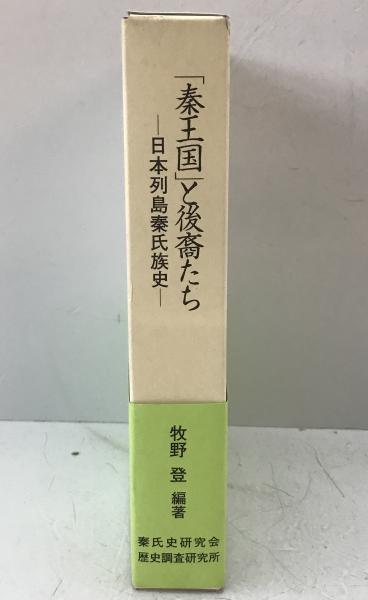 「秦王国」と後裔たち
―日本列島秦氏族史―
牧野 登 編著
秦氏史研究会
歴史調査研究所